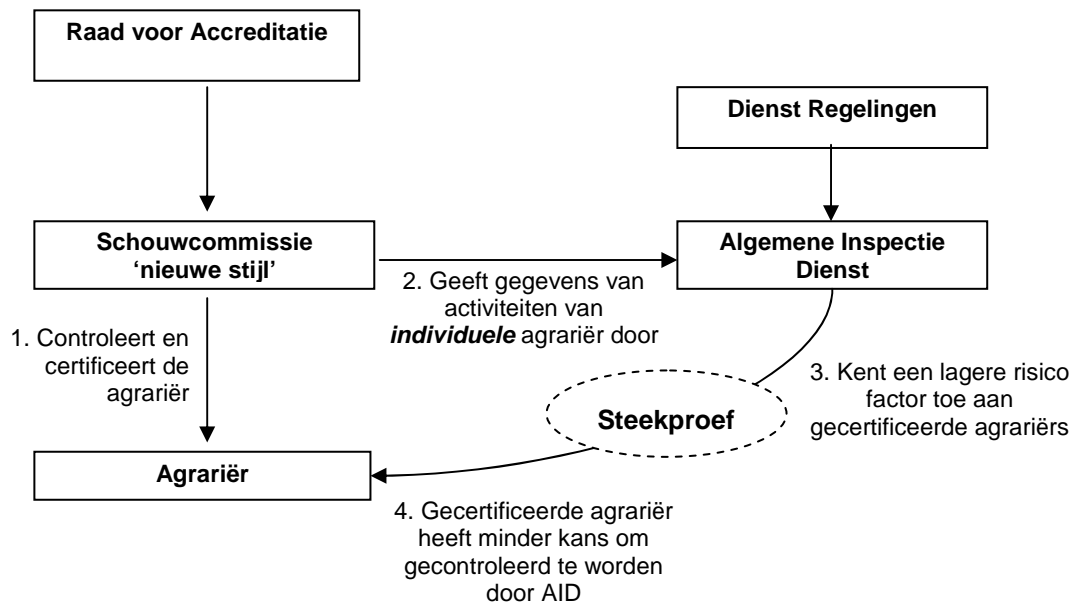 Raad voor Accreditatie
Dienst Regelingen
Schouwcommissie
‘nieuwe stijl’
Algemene Inspectie
Dienst
2. Geeft gegevens van
activiteiten van
individuele agrariër door
1. Controleert en
certificeert de
agrariër
3. Kent een lagere risico
factor toe aan
gecertificeerde agrariërs
Steekproef
Agrariër
4. Gecertificeerde agrariër
heeft minder kans om
gecontroleerd te worden
door AID